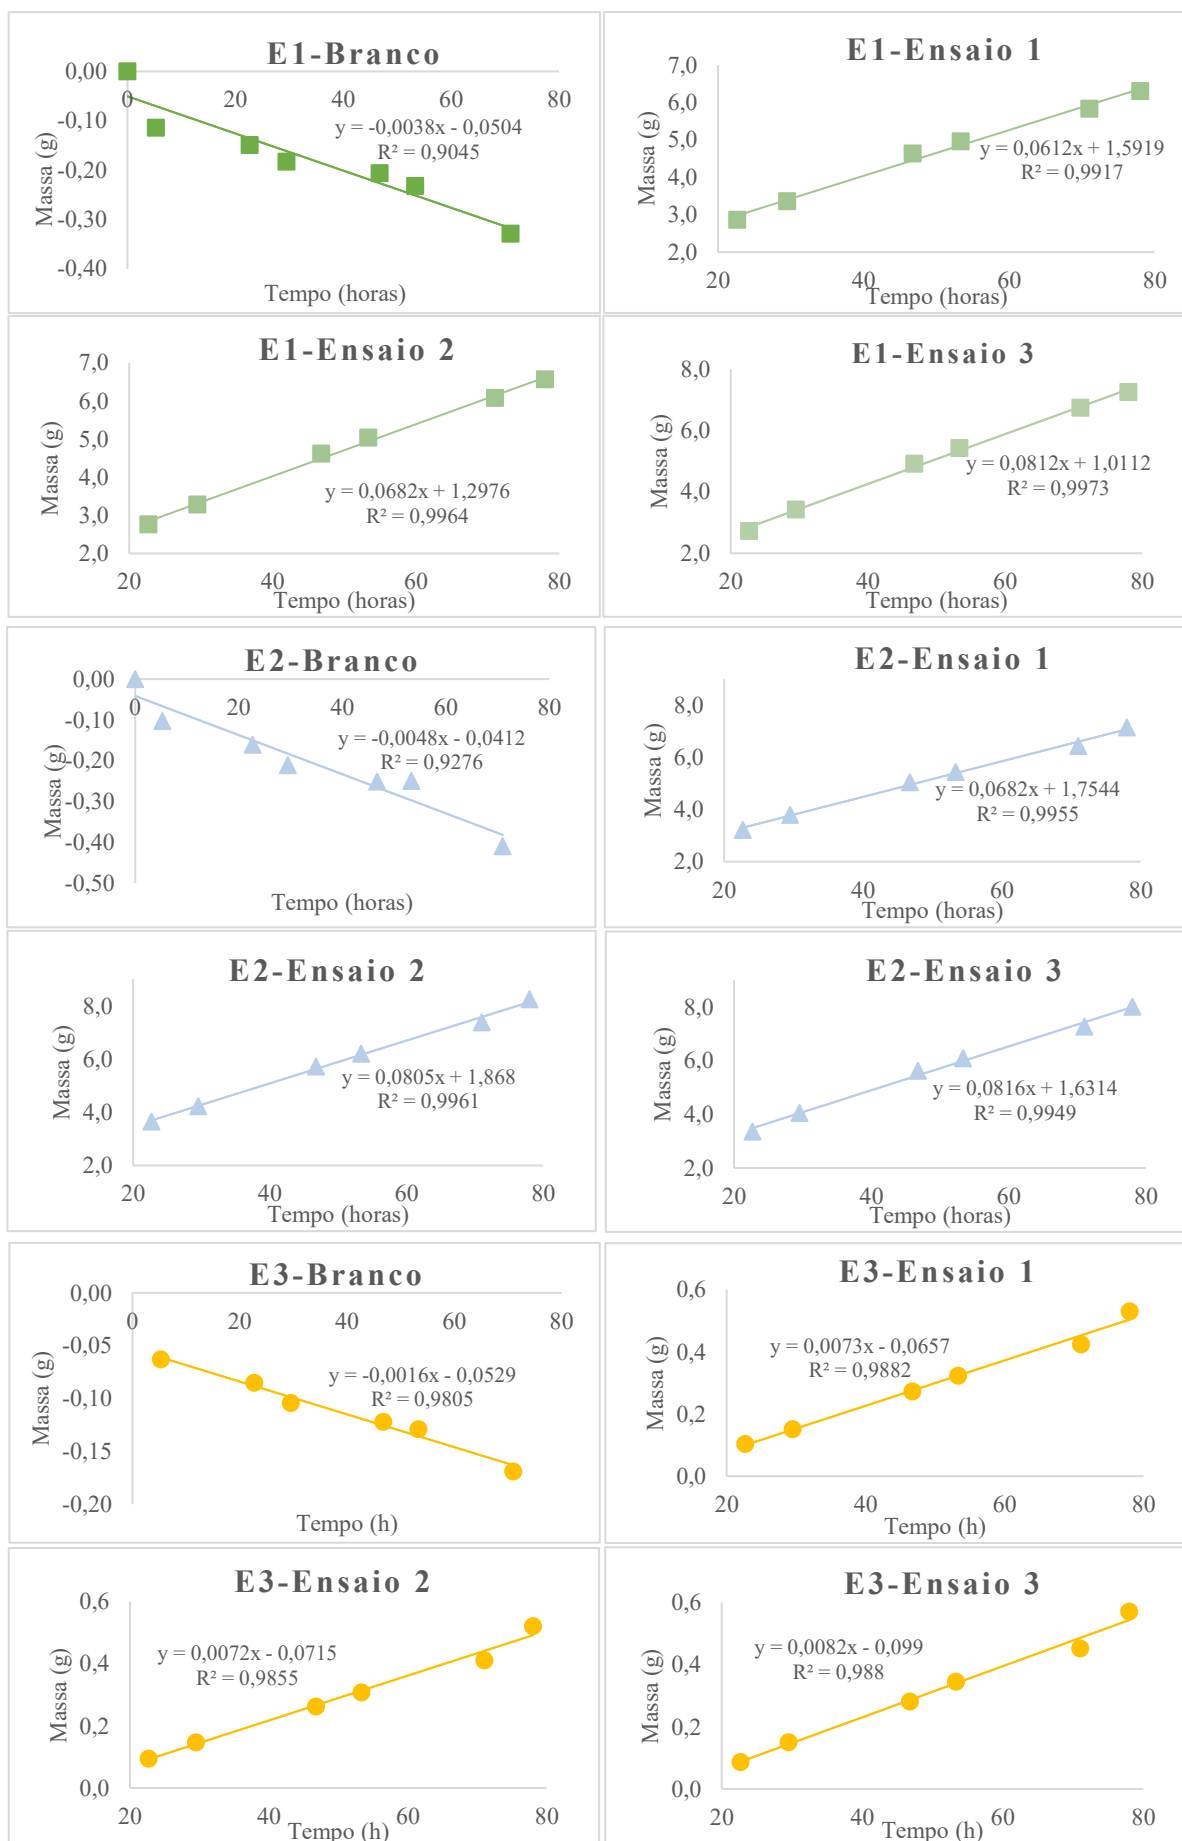 E1-Branco
0,00
-0,10
-0,20
-0,30
-0,40
0
20
40
60
80
y = -0,0038x - 0,0504
R² = 0,9045
Massa (g)
Tempo (horas)
E1-Ensaio 1
7,0
6,0
5,0
4,0
3,0
2,0
20
40
60
80
y = 0,0612x + 1,5919
R² = 0,9917
Massa (g)
Tempo (horas)
E1-Ensaio 2
7,0
6,0
5,0
4,0
3,0
2,0
20
40
60
80
y = 0,0682x + 1,2976
R² = 0,9964
Massa (g)
Tempo (horas)
E1-Ensaio 3
8,0
6,0
4,0
2,0
20
40
60
80
y = 0,0812x + 1,0112
R² = 0,9973
Massa (g)
Tempo (horas)
E2-Branco
0,00
-0,10
-0,20
-0,30
-0,40
-0,50
0
20
40
60
80
y = -0,0048x - 0,0412
R² = 0,9276
Massa (g)
Tempo (horas)
E2-Ensaio 1
8,0
6,0
4,0
2,0
20
40
60
80
y = 0,0682x + 1,7544
R² = 0,9955
Massa (g)
Tempo (horas)
E2-Ensaio 2
8,0
6,0
4,0
2,0
20
40
60
80
y = 0,0805x + 1,868
R² = 0,9961
Massa (g)
Tempo (horas)
E2-Ensaio 3
8,0
6,0
4,0
2,0
20
40
60
80
y = 0,0816x + 1,6314
R² = 0,9949
Massa (g)
Tempo (horas)
E3-Branco
0,00
-0,05
-0,10
-0,15
-0,20
0
20
40
60
80
y = -0,0016x - 0,0529
R² = 0,9805
Massa (g)
Tempo (h)
E3-Ensaio 1
0,6
0,4
0,2
0,0
20
40
60
80
y = 0,0073x - 0,0657
R² = 0,9882
Massa (g)
Tempo (h)
E3-Ensaio 2
0,6
0,4
0,2
0,0
20
40
60
80
y = 0,0072x - 0,0715
R² = 0,9855
Massa (g)
Tempo (h)
E3-Ensaio 3
0,6
0,4
0,2
0,0
20
40
60
80
y = 0,0082x - 0,099
R² = 0,988
Massa (g)
Tempo (h)